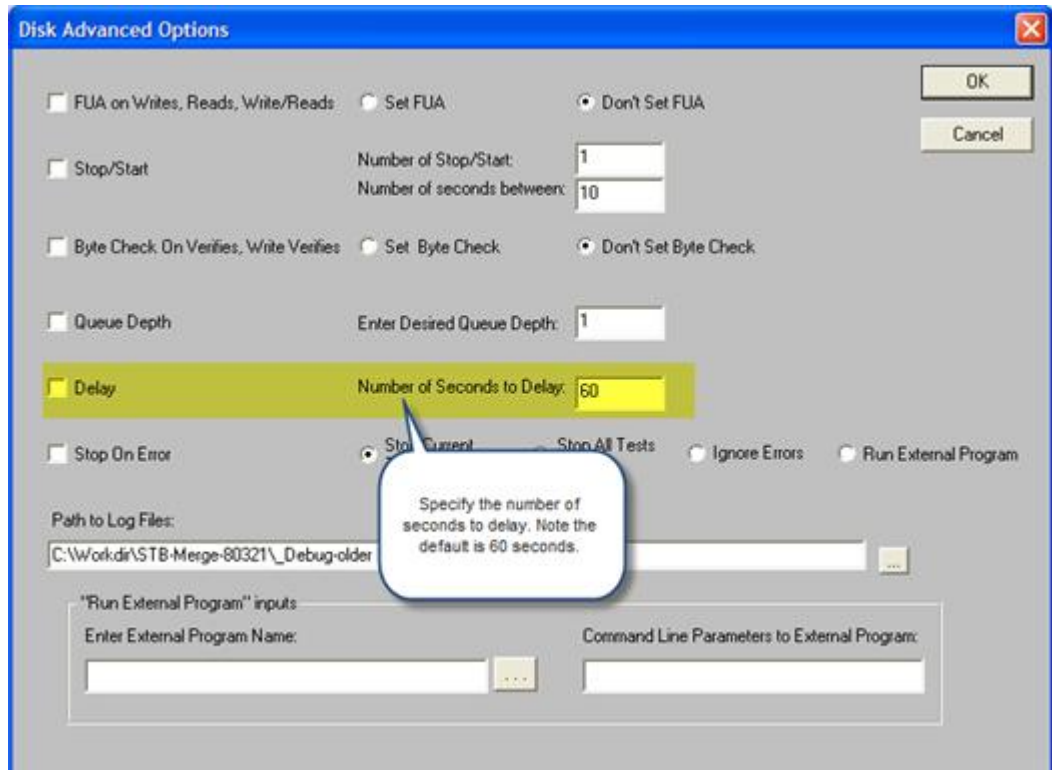 Disk Advanced Options
OK
Cancel
FUA on Writes, Reads, Write/Reads Set FUA Don't Set FUA
Stop/Start Number of Stop/Start: 1
Number of seconds between: 10
Byte Check On Verifies, Write Verifies Set Byte Check Don't Set Byte Check
Queue Depth Enter Desired Queue Depth: 1
Delay Number of Seconds to Delay: 60
Stop On Error Stop Current Stop All Tests Ignore Errors Run External Program
Specify the number of
seconds to delay. Note the
default is 60 seconds.
Path to Log Files:
C:\Workdir\STB-Merge-80321\_Debug-older
...
"Run External Program" inputs
Enter External Program Name: Command Line Parameters to External Program:
...